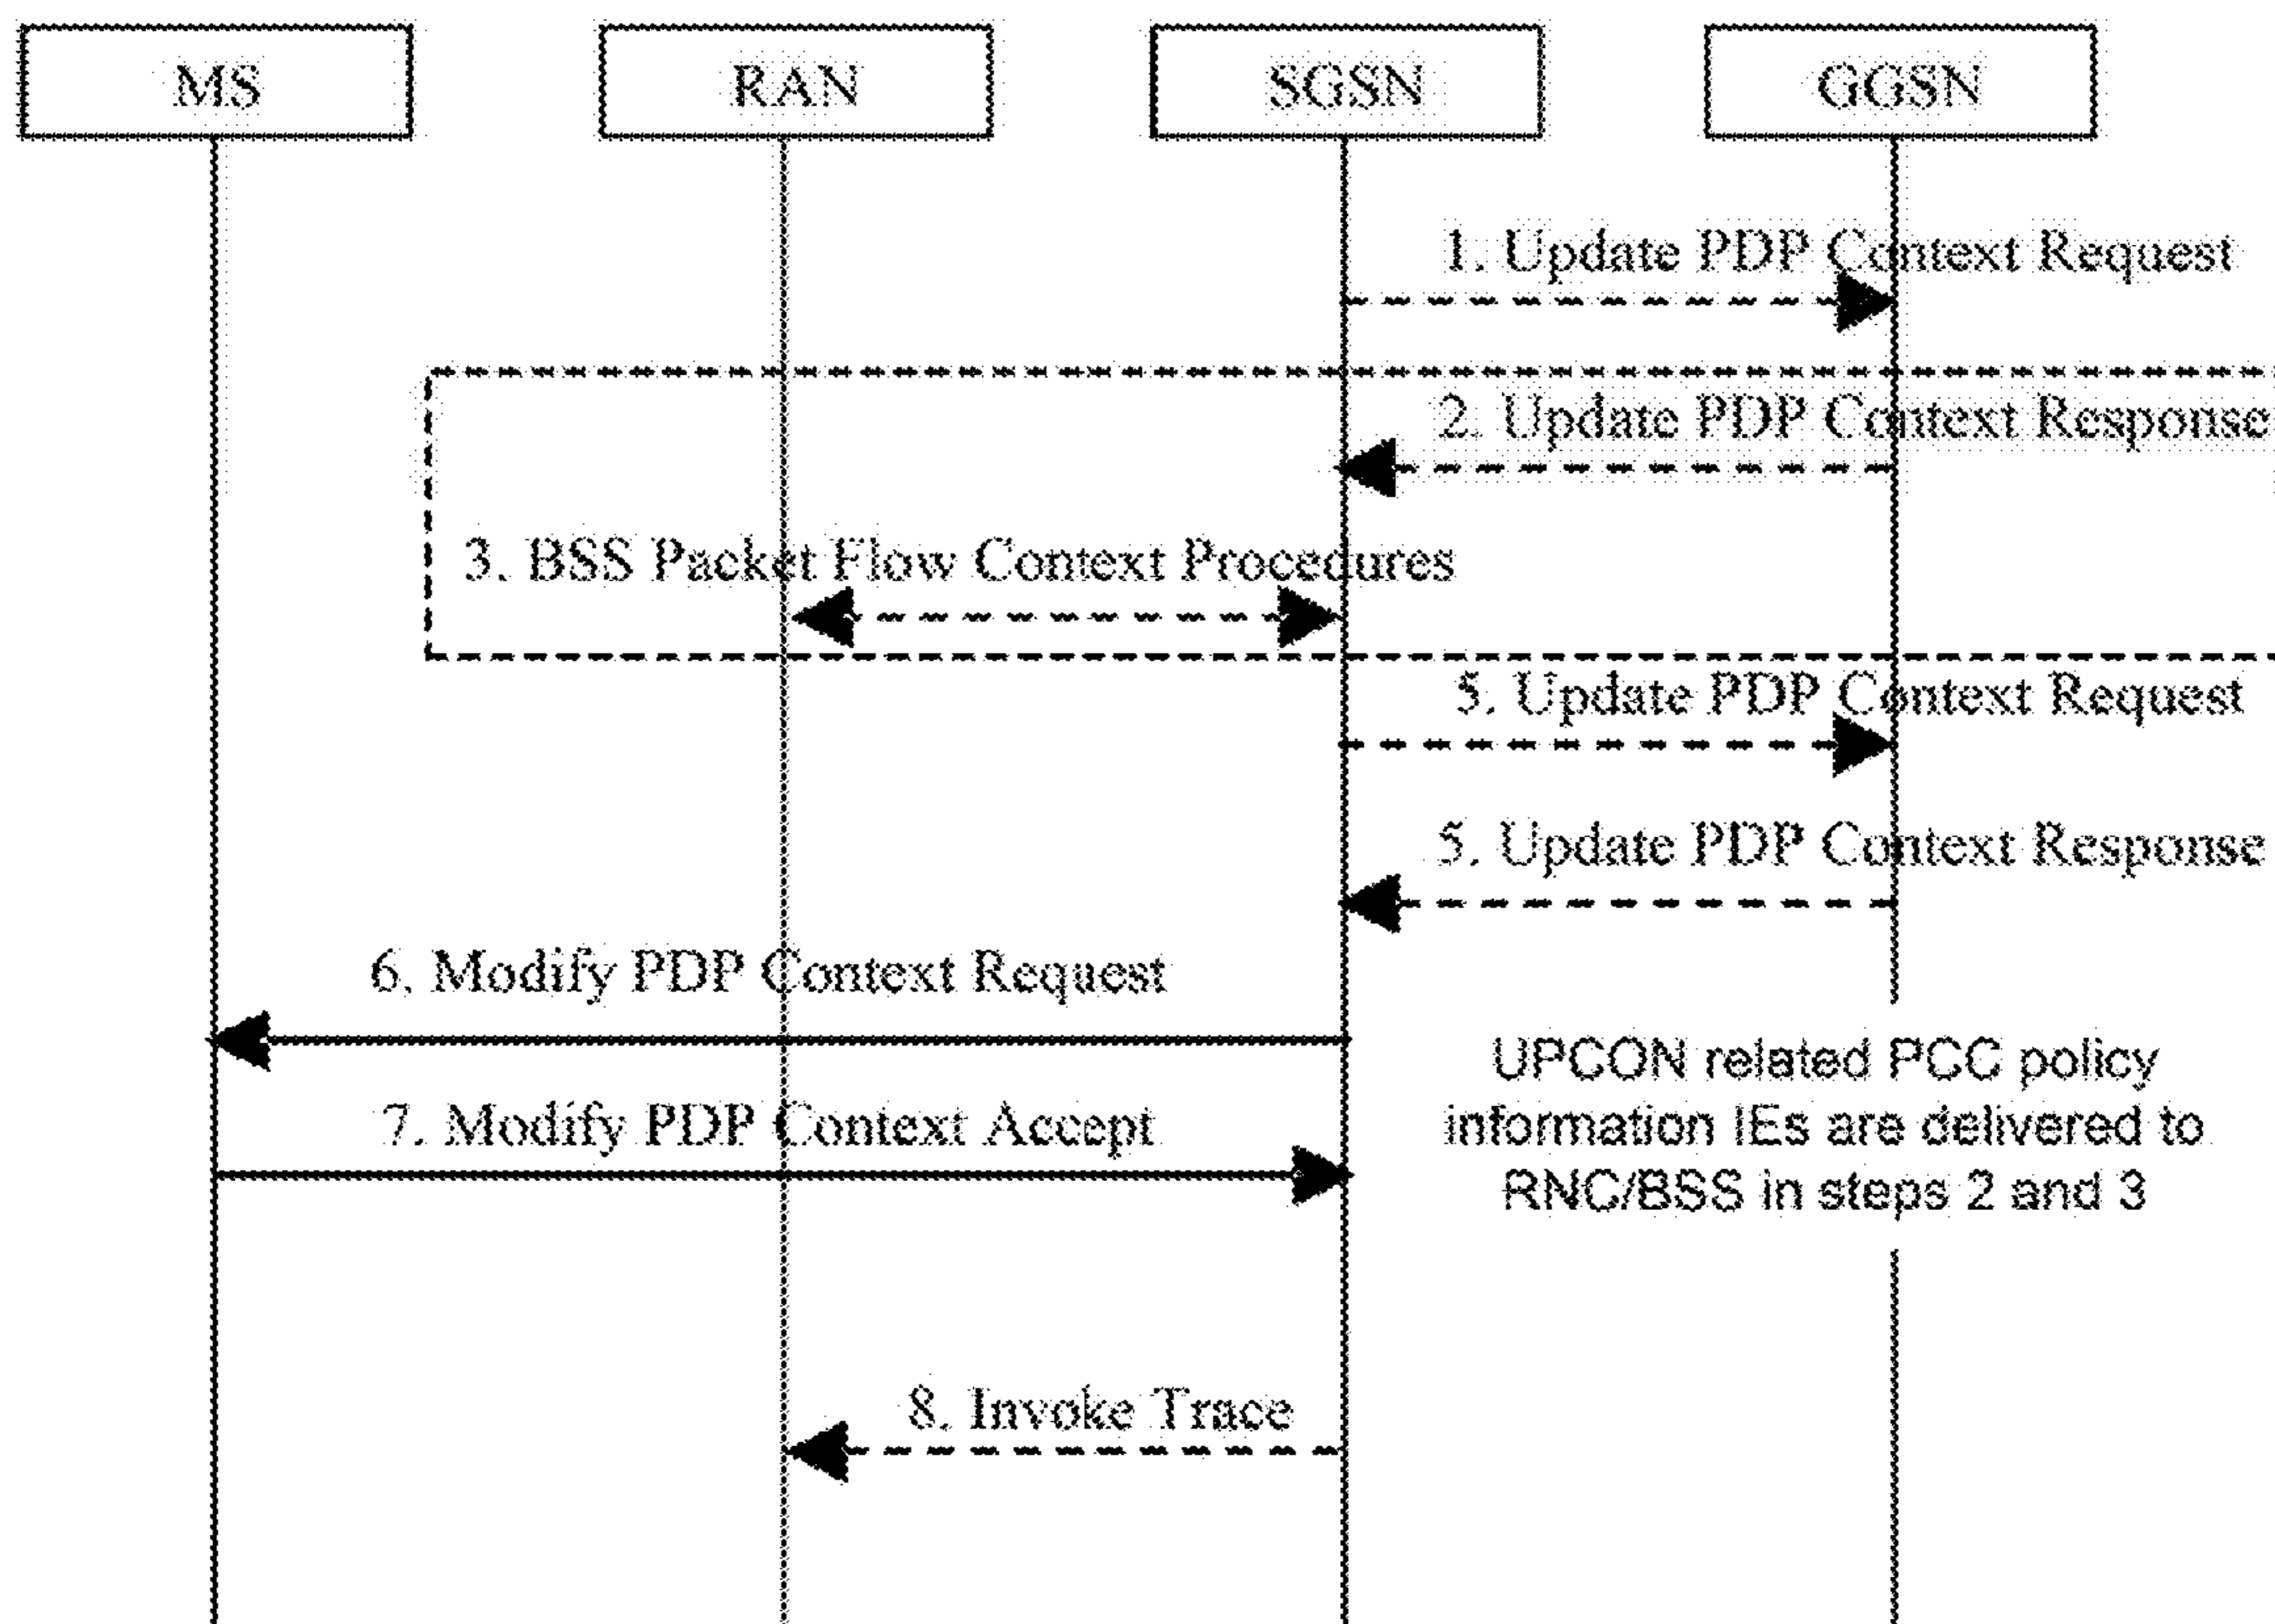 MS
RAN
SGSN
GGSN
1. Update PDP Context Request
2. Update PDP Context Response
3. BSS Packet Flow Context Procedures
5. Update PDP Context Request
5. Update PDP Context Response
6. Modify PDP Context Request
7. Modify PDP Context Accept
UPCON related PCC policy
information IEs are delivered to
RNC/BSS in steps 2 and 3
8. Invoke Trace